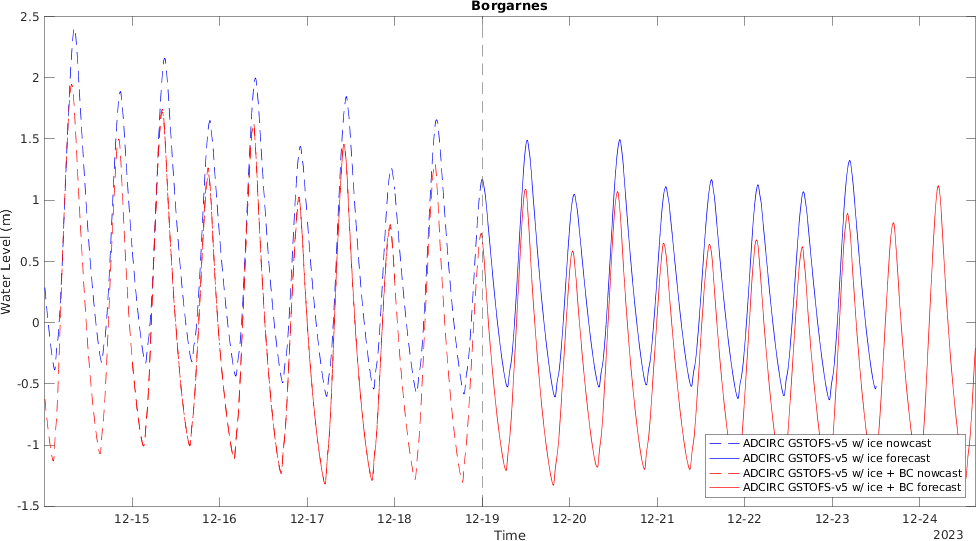 Borgarnes
2.5
2
1.5
1
0.5
0
-0.5
-1
-1.5
Water Level (m)
12-15
12-16
12-17
12-18
12-19
12-20
12-21
12-22
12-23
12-24
Time
2023
ADCIRC GSTOFS-v5 w/ ice nowcast
ADCIRC GSTOFS-v5 w/ ice forecast
ADCIRC GSTOFS-v5 w/ ice + BC nowcast
ADCIRC GSTOFS-v5 w/ ice + BC forecast